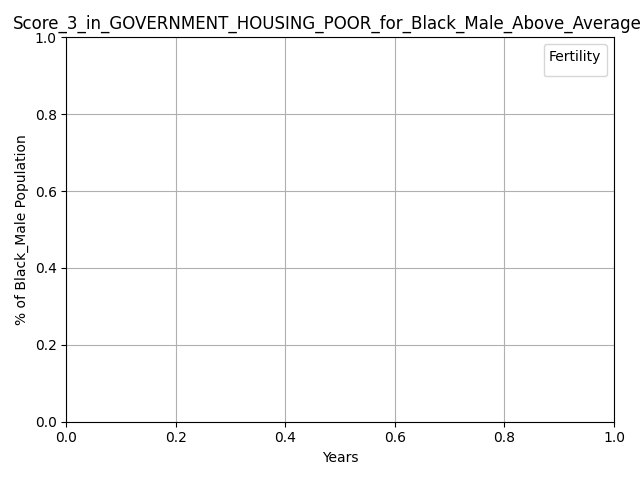 Score_3_in_GOVERNMENT_HOUSING_POOR_for_Black_Male_Above_Average
Fertility
% of Black_Male Population
1.0
0.8
0.6
0.4
0.2
0.0
0.0 0.2 0.4 0.6 0.8 1.0
Years